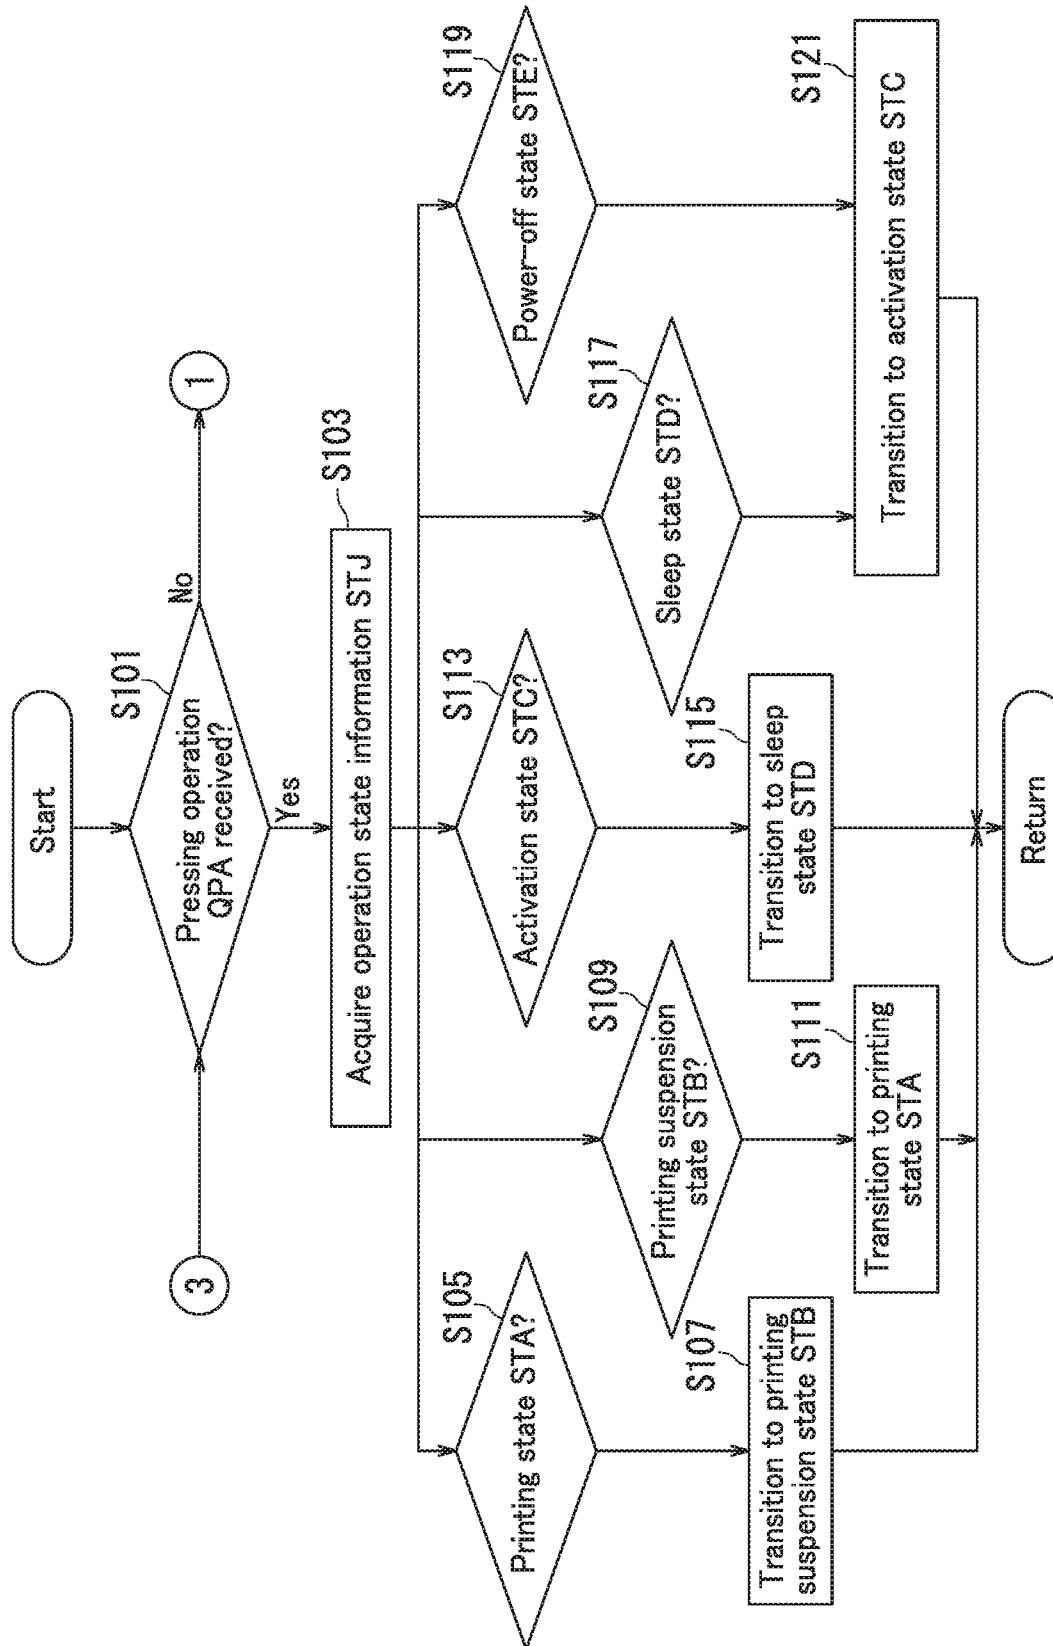 Start
S101
Pressing operation
QPA received?
No
1
3
Yes
S103
Acquire operation state information STJ
S105
Printing state STA?
S107
Transition to printing
suspension state STB
S109
Printing suspension
state STB?
S111
Transition to printing
state STA
S113
Activation state STC?
S115
Transition to sleep
state STD
S117
Sleep state STD?
S119
Power-off state STE?
S121
Transition to activation state STC
Return